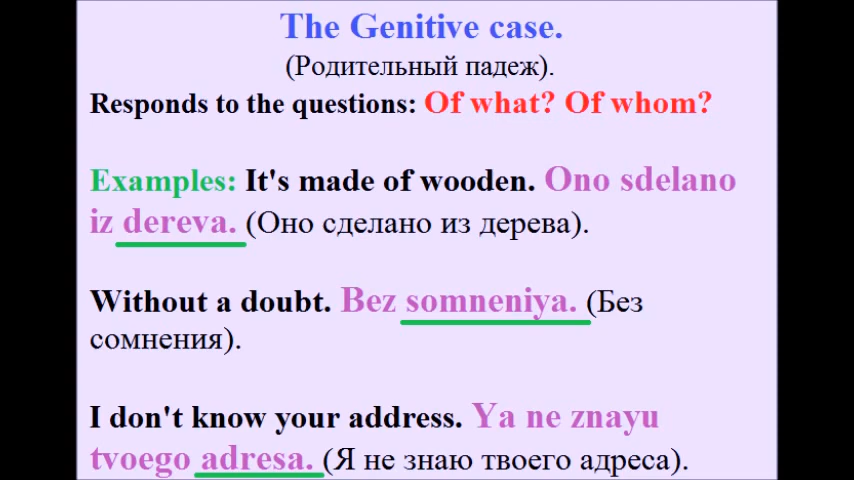 The Genitive case.
(Родительный падеж).
Responds to the questions: Of what? Of whom?
Examples: It's made of wooden. Ono sdelano
iz dereva. (Оно сделано из дерева).
Without a doubt. Bez somneniya. (Без
сомнения).
I don't know your address. Ya ne znayu
tvoego adresa. (Я не знаю твоего адреса).